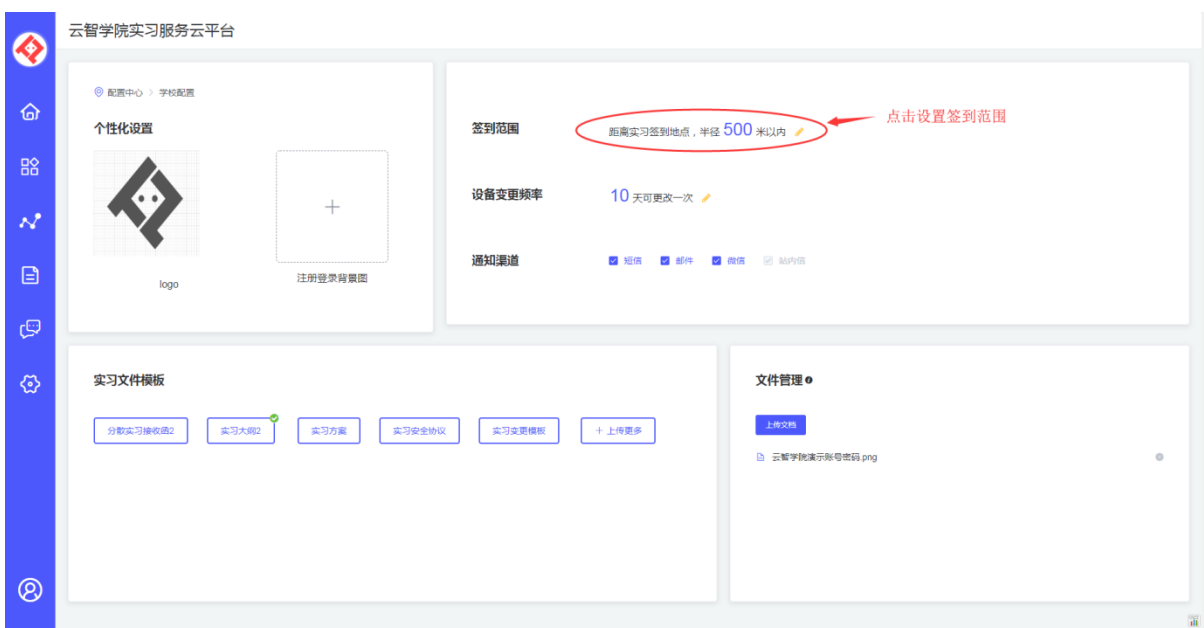 云智学院实习服务云平台
配置中心 > 学校配置
个性化设置
logo
注册登录背景图
签到范围
距离实习签到地点，半径 500 米以内
点击设置签到范围
设备变更频率
10 天可更改一次
通知渠道
短信 邮件 微信 站内信
实习文件模板
分散实习接收函2
实习大纲2
实习方案
实习安全协议
实习变更模板
+ 上传更多
文件管理
上传文档
云智学院演示账号密码.png